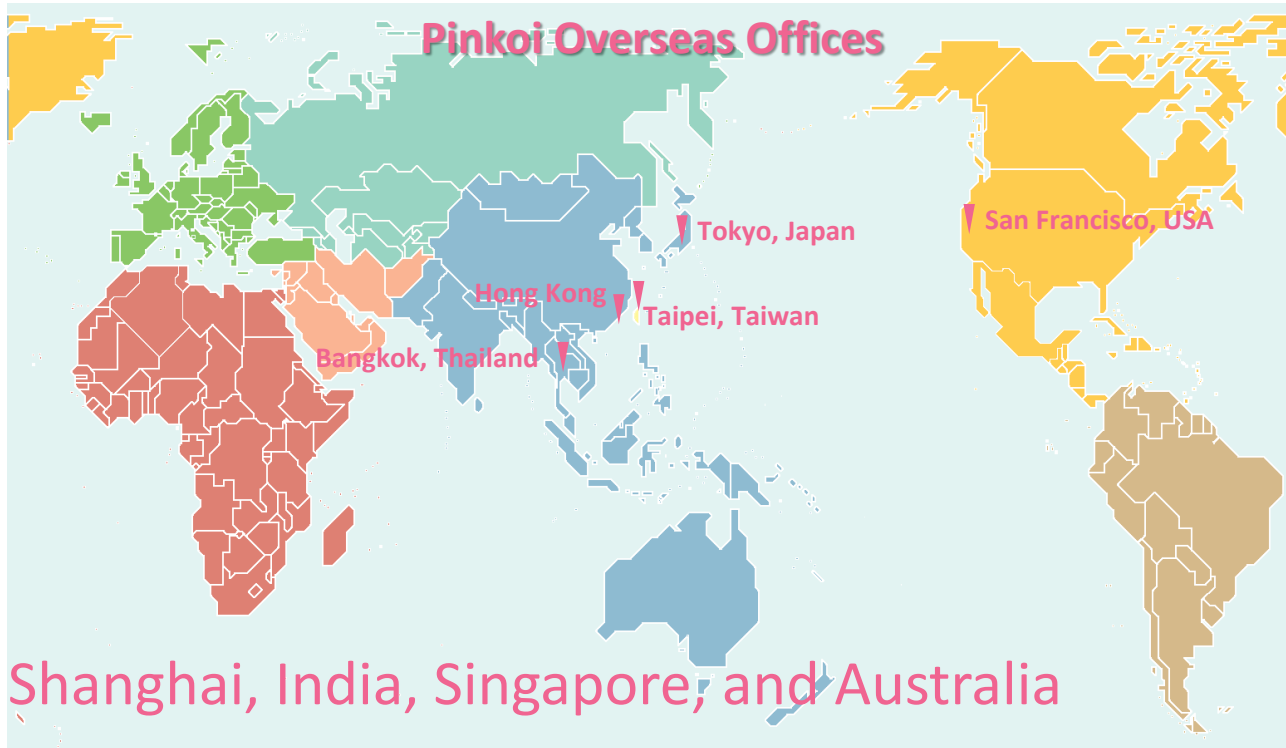 Pinkoi Overseas Offices
San Francisco, USA
Tokyo, Japan
Hong Kong
Taipei, Taiwan
Bangkok, Thailand
Shanghai, India, Singapore, and Australia